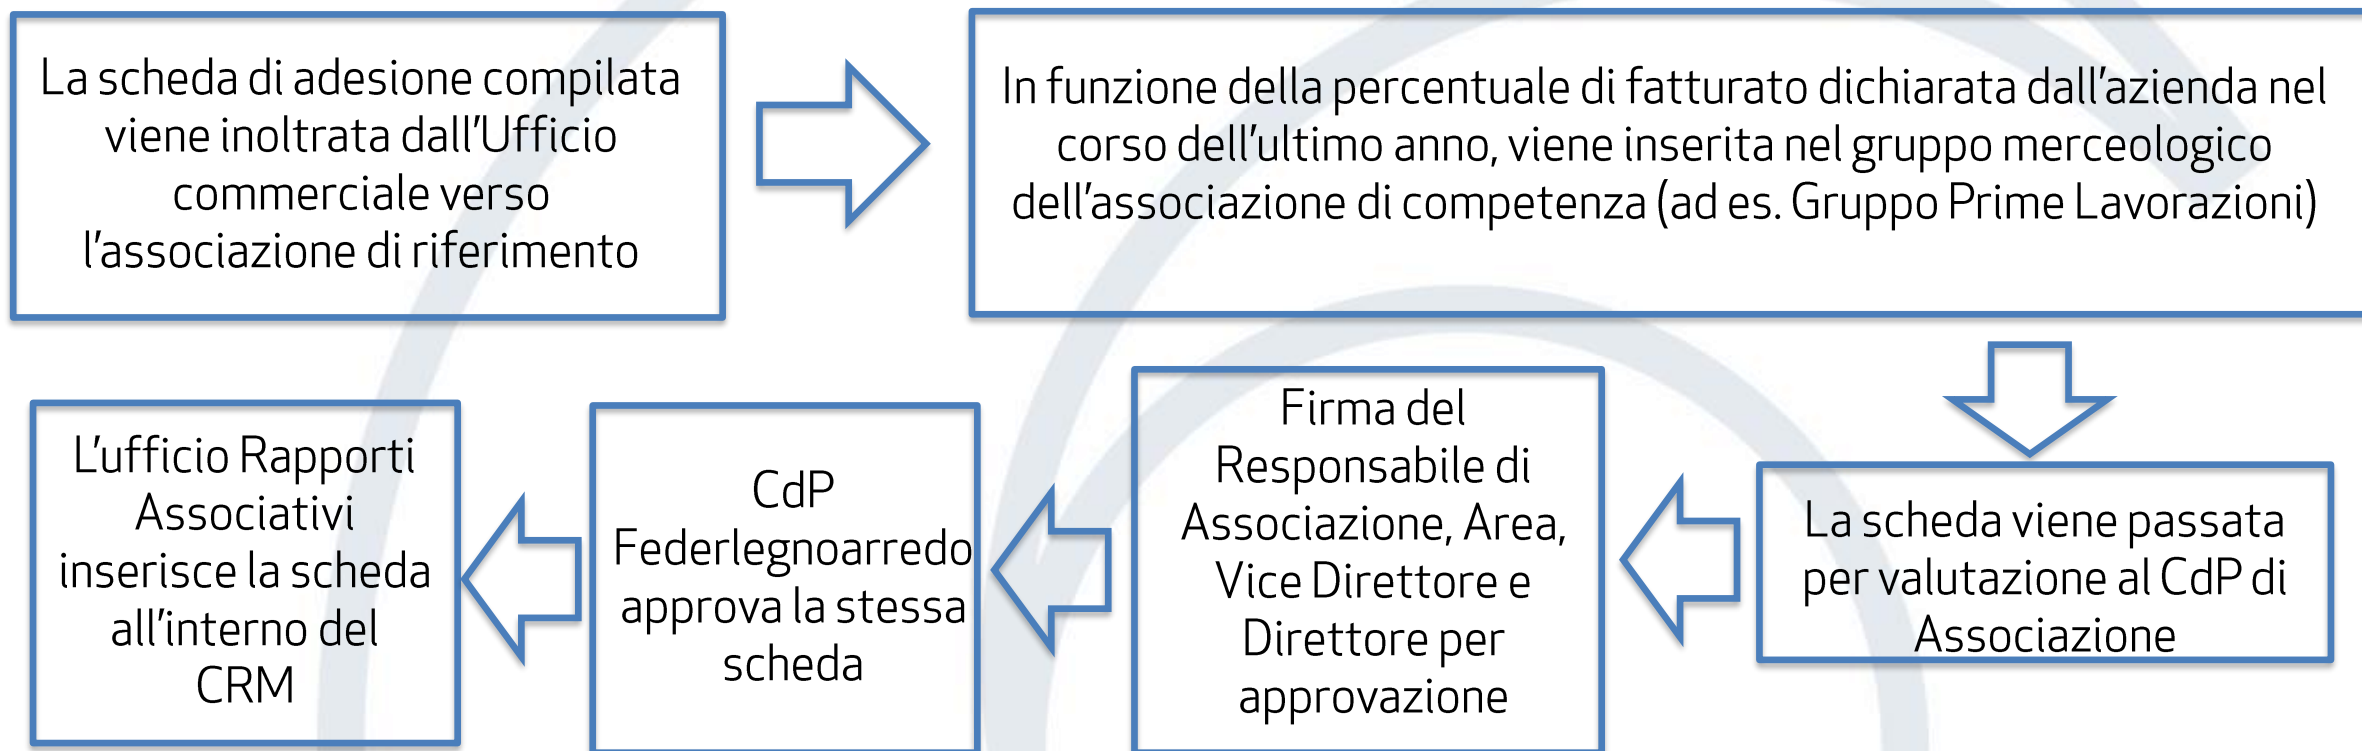 La scheda di adesione compilata
viene inoltrata dall'Ufficio
commerciale verso
l'associazione di riferimento
In funzione della percentuale di fatturato dichiarata dall'azienda nel
corso dell'ultimo anno, viene inserita nel gruppo merceologico
dell'associazione di competenza (ad es. Gruppo Prime Lavorazioni)
La scheda viene passata
per valutazione al CdP di
Associazione
Firma del
Responsabile di
Associazione, Area,
Vice Direttore e
Direttore per
approvazione
CdP
Federlegnoarredo
approva la stessa
scheda
L'ufficio Rapporti
Associativi
inserisce la scheda
all'interno del
CRM